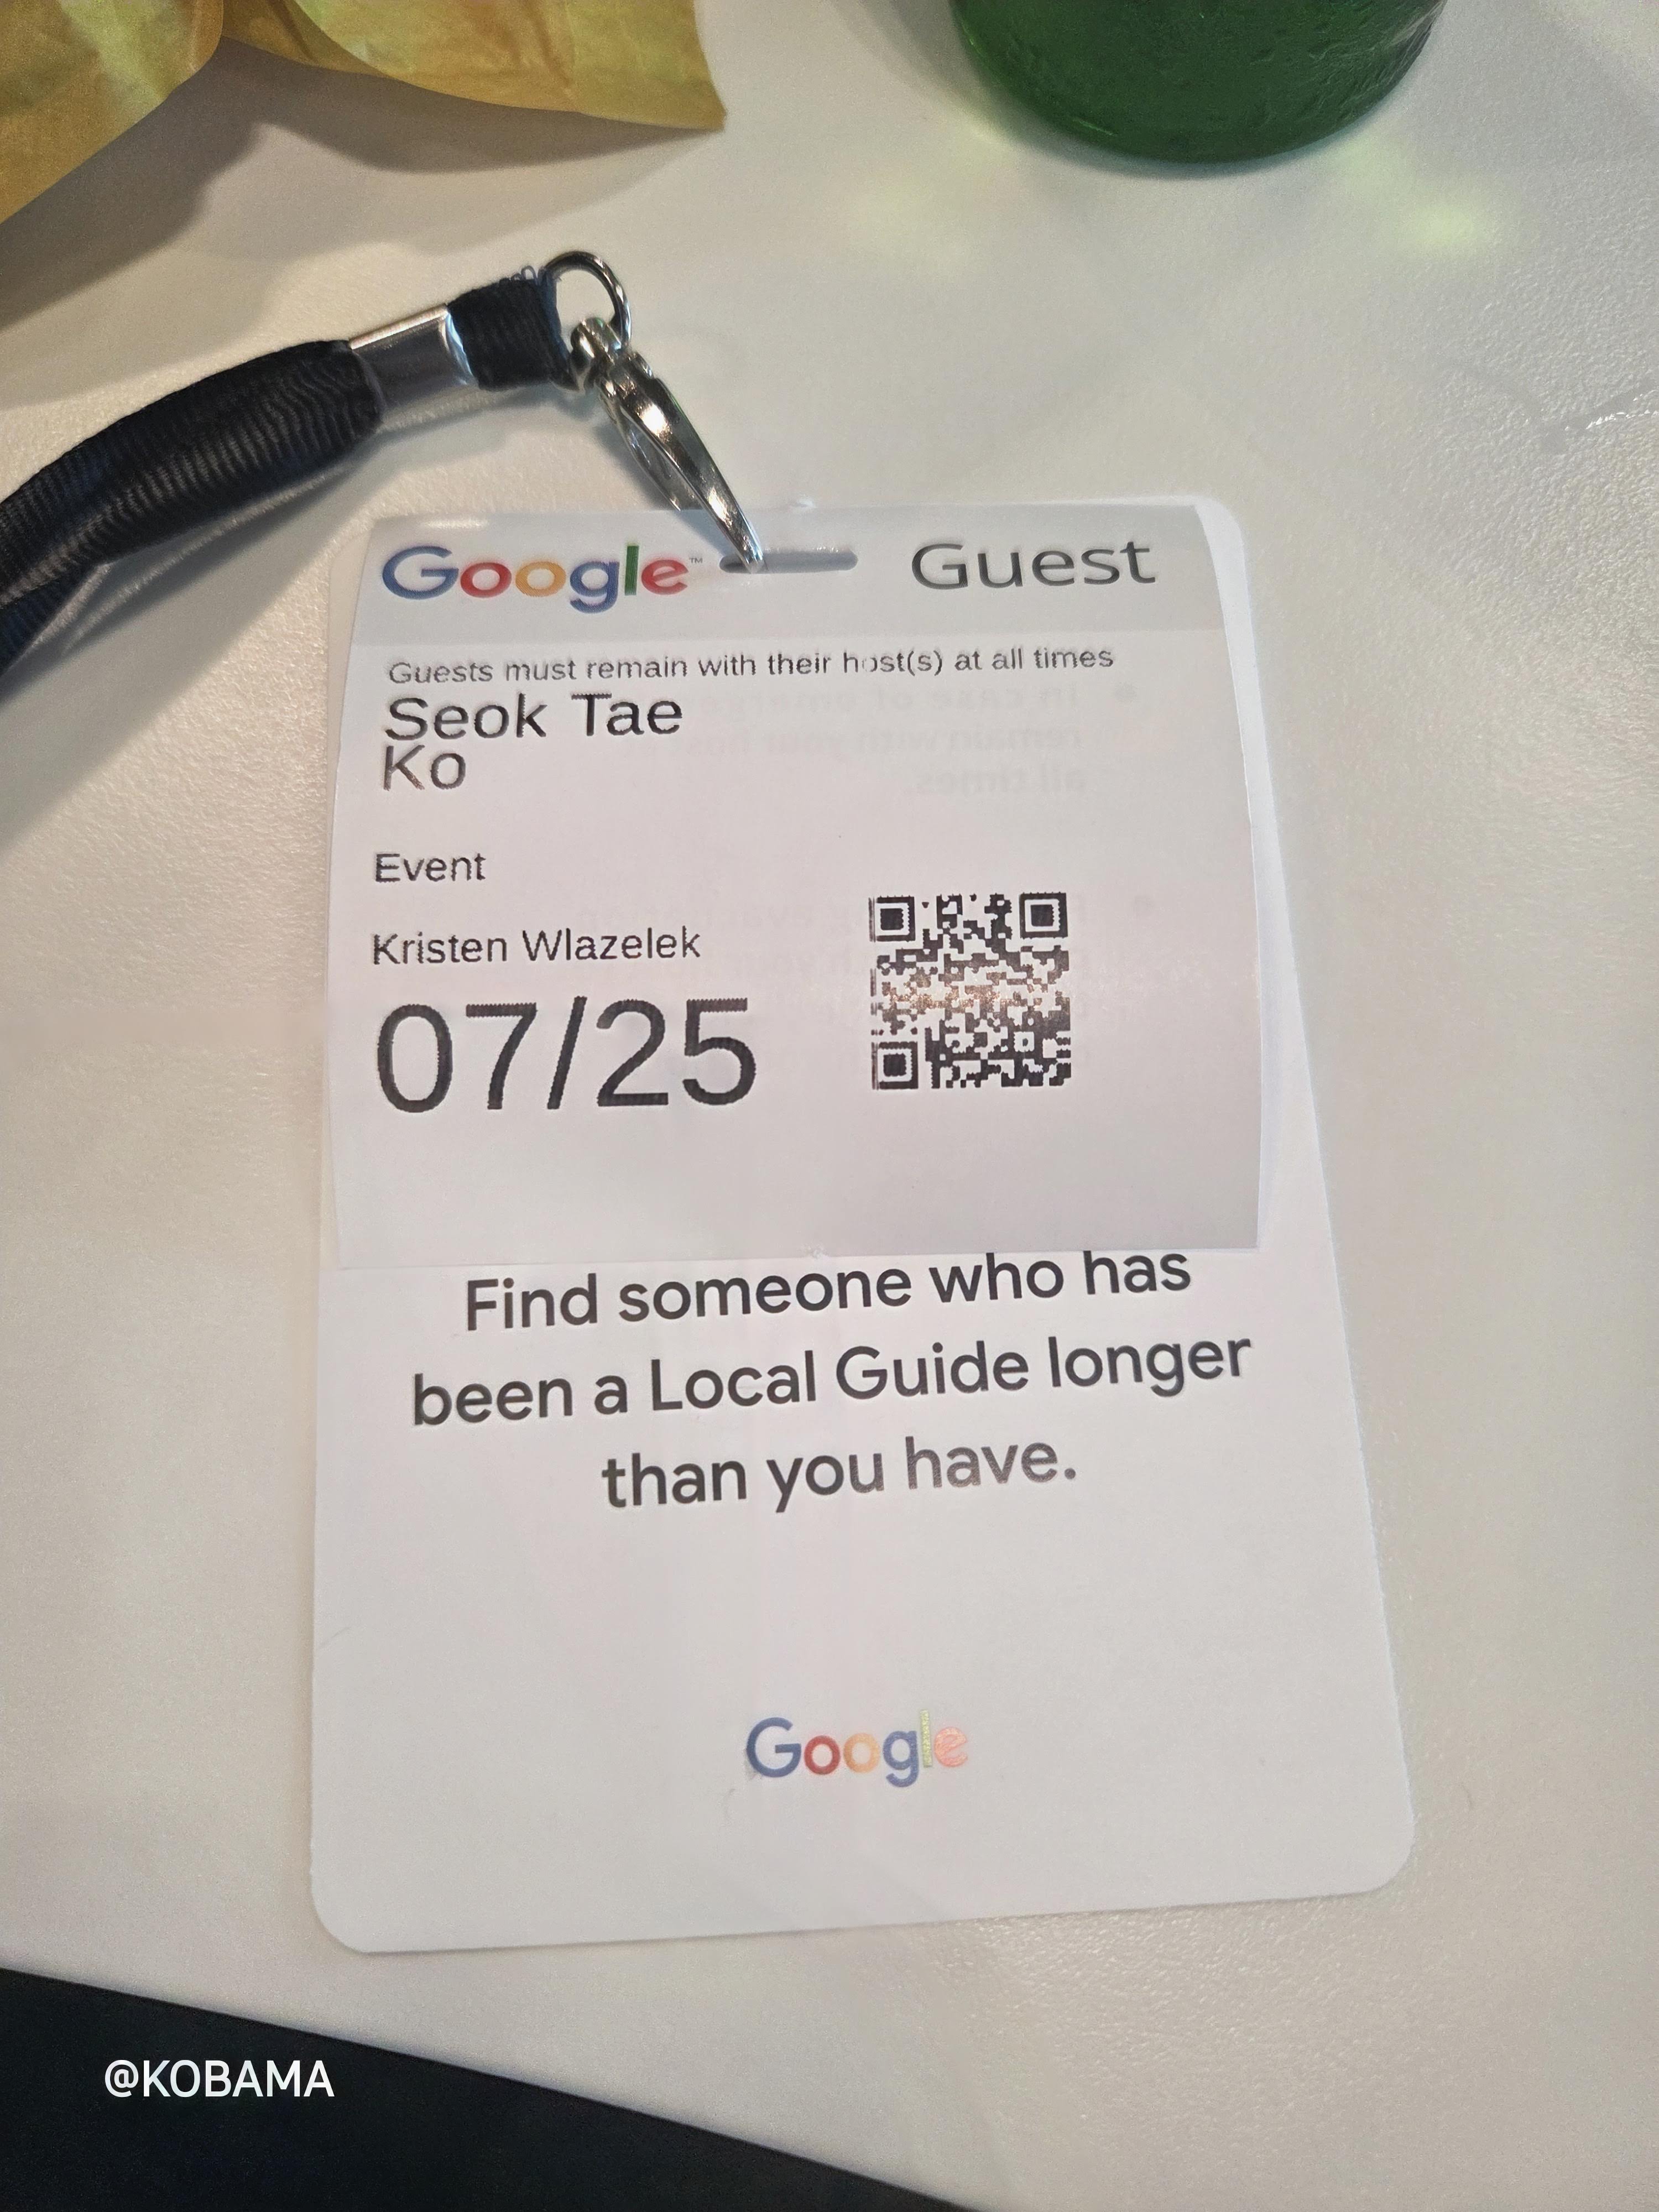 Google™ Guest
Guests must remain with their host(s) at all times
Seok Tae
Ko
Event
Kristen Wlazelek
07/25
Find someone who has
been a Local Guide longer
than you have.
Google
@KOBAMA